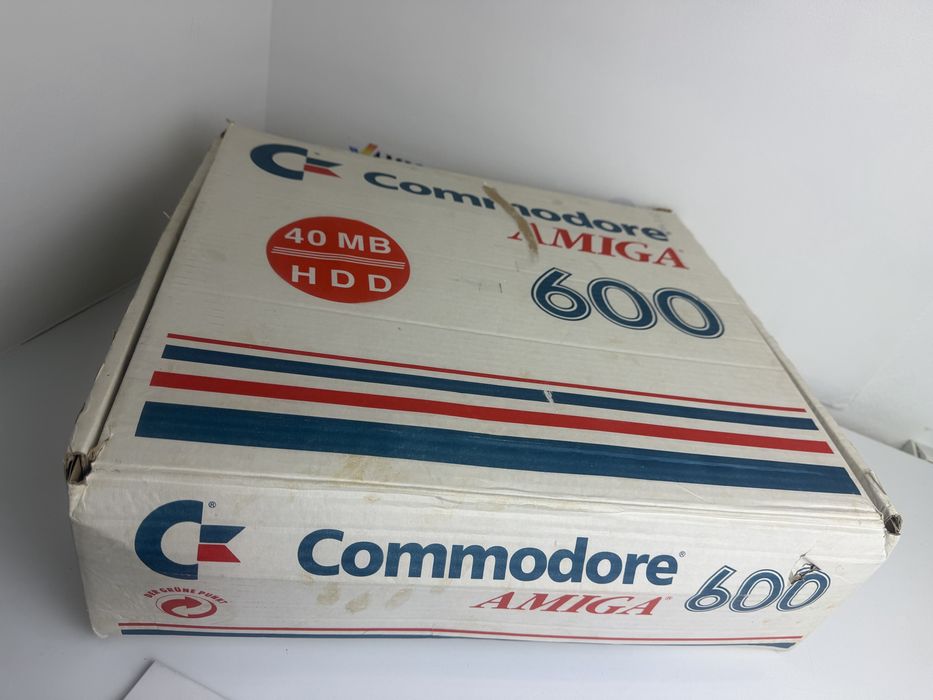 Commodore®
AMIGA®
600
40 MB
HDD
®
Commodore®
AMIGA®
600
DER GRÜNE PUNKT